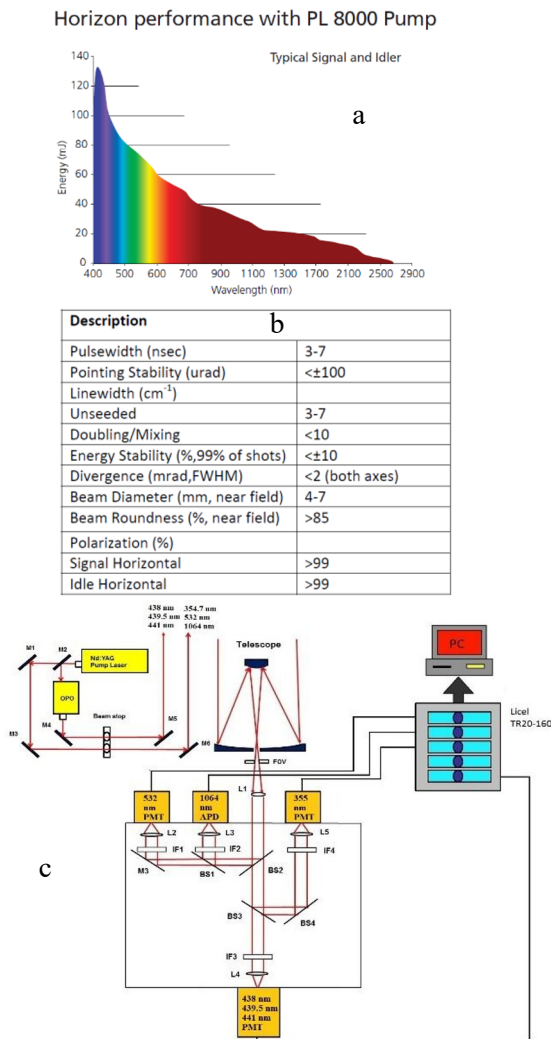 Horizon performance with PL 8000 Pump
Typical Signal and Idler
a
Energy (mJ)
140
120
100
80
60
40
20
0
400 500 600 700 900 1100 1300 1700 2100 2500 2900
Wavelength (nm)
b
Description
Pulsewidth (nsec) 3-7
Pointing Stability (urad) <±100
Linewidth (cm⁻¹)
Unseeded 3-7
Doubling/Mixing <10
Energy Stability (%,99% of shots) <±10
Divergence (mrad,FWHM) <2 (both axes)
Beam Diameter (mm, near field) 4-7
Beam Roundness (%, near field) >85
Polarization (%)
Signal Horizontal >99
Idle Horizontal >99
438 nm 354.7 nm
439.5 nm 532 nm
441 nm 1064 nm
M1
M2
Nd:YAG
Pump Laser
OPO
M4
Beam stop
M5
M3
M6
Telescope
FOV
L1
PC
Licel
TR20-160
532
nm
PMT
1064
nm
APD
355
nm
PMT
L2
L3
L5
IF1
IF2
IF4
M3
BS1
BS2
c
BS3
BS4
IF3
L4
438 nm
439.5 nm
441 nm
PMT